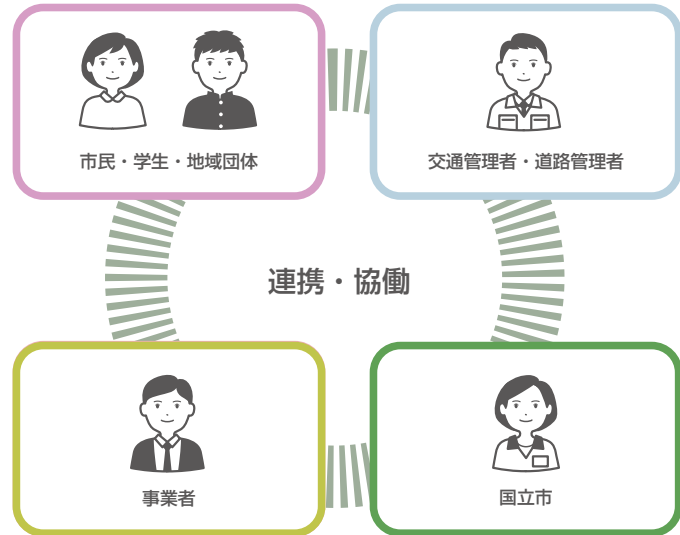 市民・学生・地域団体
交通管理者・道路管理者
連携・協働
事業者
国立市